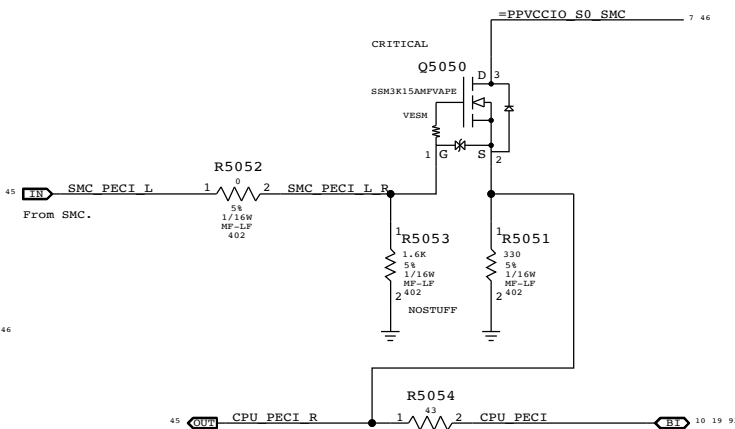 =PPVCCIO_S0_SMC
7 46
CRITICAL
Q5050
D 3
SSM3K15AMFVAPE
VESM
1 G S 2
R5052
0
45 IN SMC_PECI_L 1 2 SMC_PECI_L_R
From SMC.
5%
1/16W
MF-LF
402
1
R5053
1.6K
5%
1/16W
MF-LF
402
2
NOSTUFF
1
R5051
330
5%
1/16W
MF-LF
402
2
46
R5054
43
45 OUT CPU_PECI_R 1 2 CPU_PECI BI 10 19